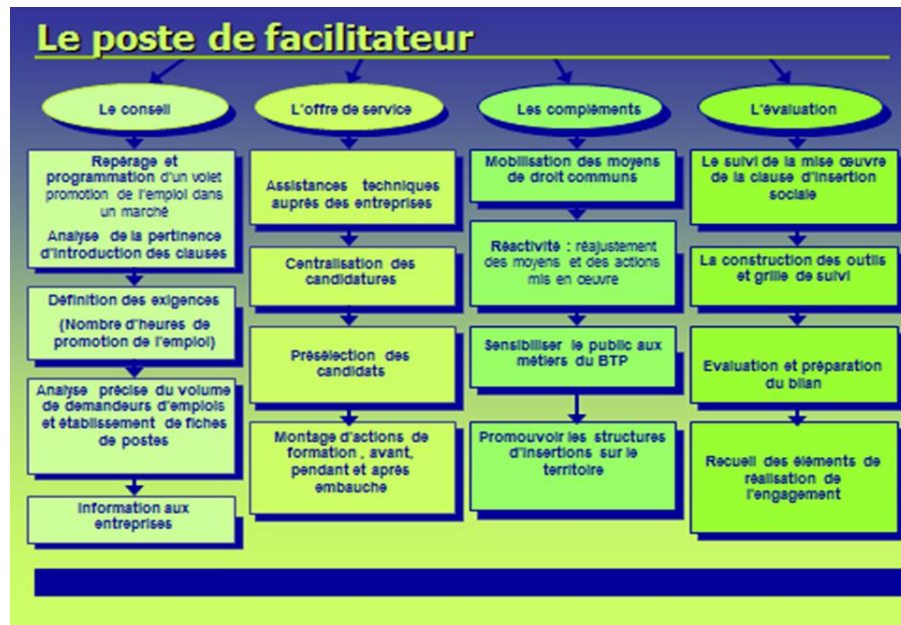 Le poste de facilitateur
Le conseil
Repérage et
programmation d'un volet
promotion de l'emploi dans
un marché
Analyse de la pertinence
d'introduction des clauses
Définition des exigences
(Nombre d'heures de
promotion de l'emploi)
Analyse précise du volume
de demandeurs d'emplois
et établissement de fiches
de postes
Information aux
entreprises
L'offre de service
Assistances techniques
auprès des entreprises
Centralisation des
candidatures
Présélection des
candidats
Montage d'actions de
formation , avant,
pendant et après
embauche
Les compléments
Mobilisation des moyens
de droit communs
Réactivité : réajustement
des moyens et des actions
mis en œuvre
Sensibiliser le public aux
métiers du BTP
Promouvoir les structures
d'insertions sur le
territoire
L'évaluation
Le suivi de la mise œuvre
de la clause d'insertion
sociale
La construction des outils
et grille de suivi
Evaluation et préparation
du bilan
Recueil des éléments de
réalisation de
l'engagement